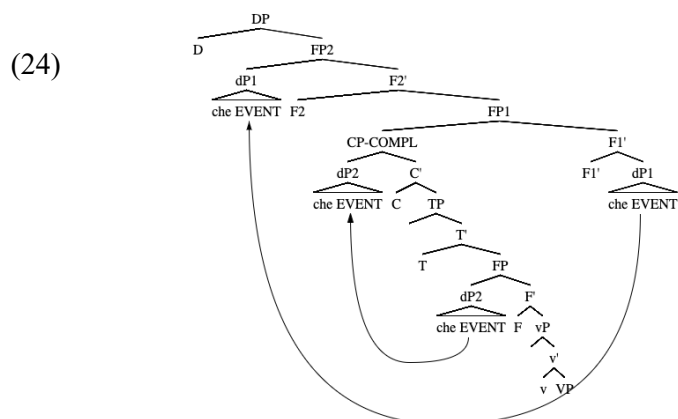 DP
D FP2
(24)
dP1 F2'
che EVENT F2 FP1
CP-COMPL F1'
dP2 C' F1' dP1
che EVENT C TP che EVENT
T'
T FP
dP2 F'
che EVENT F vP
v'
v VP